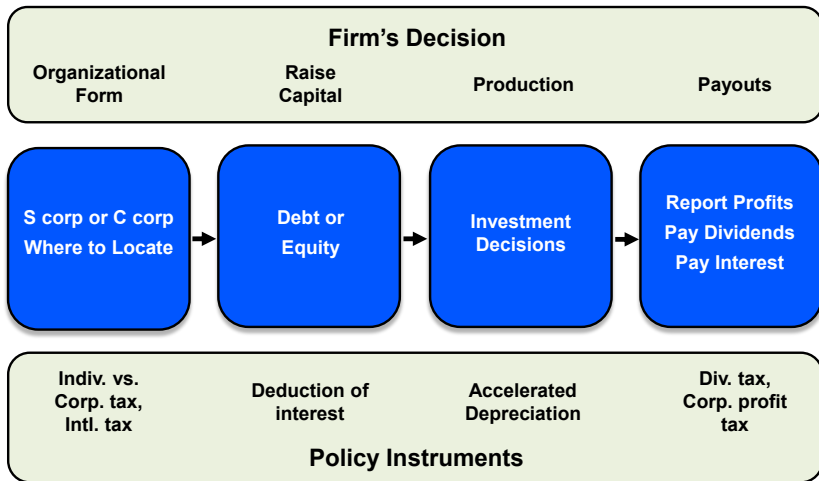 Firm’s Decision
Organizational
Form
Raise
Capital
Production
Payouts
S corp or C corp
Where to Locate
Debt or
Equity
Investment
Decisions
Report Profits
Pay Dividends
Pay Interest
Indiv. vs.
Corp. tax,
Intl. tax
Deduction of
interest
Accelerated
Depreciation
Div. tax,
Corp. profit
tax
Policy Instruments